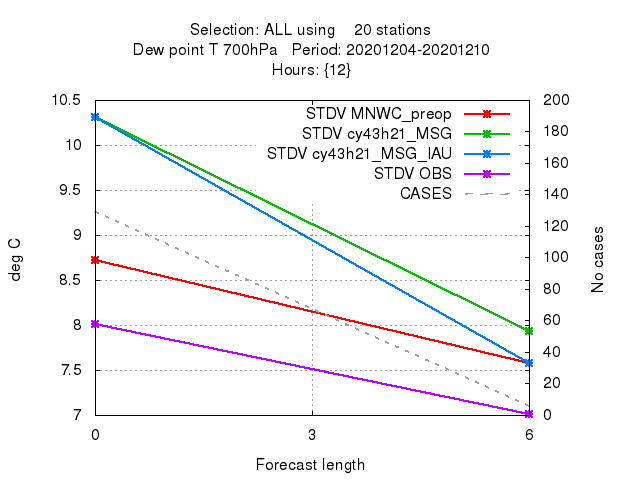 Selection: ALL using 20 stations
Dew point T 700hPa Period: 20201204-20201210
Hours: {12}
10.5
10
9.5
9
8.5
8
7.5
7
deg C
STDV MNWC_preop
STDV cy43h21_MSG
STDV cy43h21_MSG_IAU
STDV OBS
CASES
200
180
160
140
120
100
80
60
40
20
0
No cases
0 3 6
Forecast length